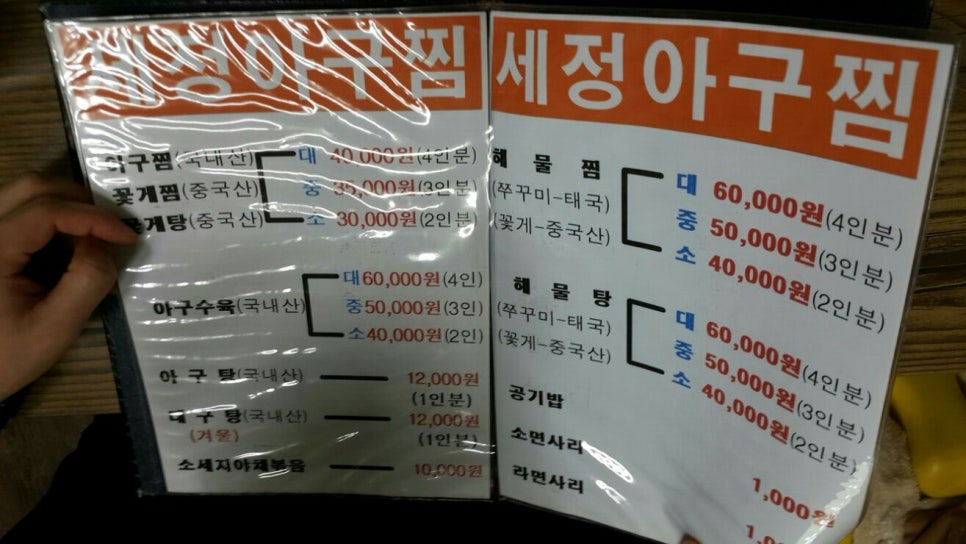 세정아구찜
아구찜(국내산)
꽃게찜(중국산)
꽃게탕(중국산)
대 40,000원(4인분)
중 35,000원(3인분)
소 30,000원(2인분)
아구수육(국내산)
대60,000원(4인)
중50,000원(3인)
소40,000원(2인)
아구탕(국내산) 12,000원
(1인분)
대구탕(국내산) 12,000원
(겨울) (1인분)
소세지야채볶음 10,000원
세정아구찜
해물찜
(쭈꾸미-태국)
(꽃게-중국산)
대 60,000원(4인분)
중 50,000원(3인분)
소 40,000원(2인분)
해물탕
(쭈꾸미-태국)
(꽃게-중국산)
대 60,000원(4인분)
중 50,000원(3인분)
소 40,000원(2인분)
공기밥 1,000원
소면사리
라면사리